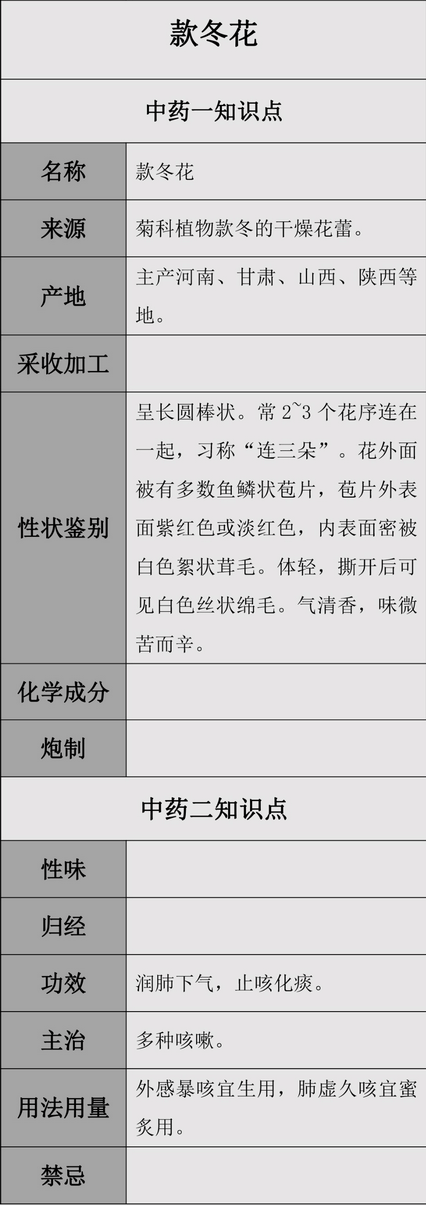 款冬花
中药一知识点
名称
款冬花
来源
菊科植物款冬的干燥花蕾。
产地
主产河南、甘肃、山西、陕西等
地。
采收加工
性状鉴别
呈长圆棒状。常 2~3 个花序连在
一起，习称“连三朵”。花外面
被有多数鱼鳞状苞片，苞片外表
面紫红色或淡红色，内表面密被
白色絮状茸毛。体轻，撕开后可
见白色丝状绵毛。气清香，味微
苦而辛。
化学成分
炮制
中药二知识点
性味
归经
功效
润肺下气，止咳化痰。
主治
多种咳嗽。
用法用量
外感暴咳宜生用，肺虚久咳宜蜜
炙用。
禁忌